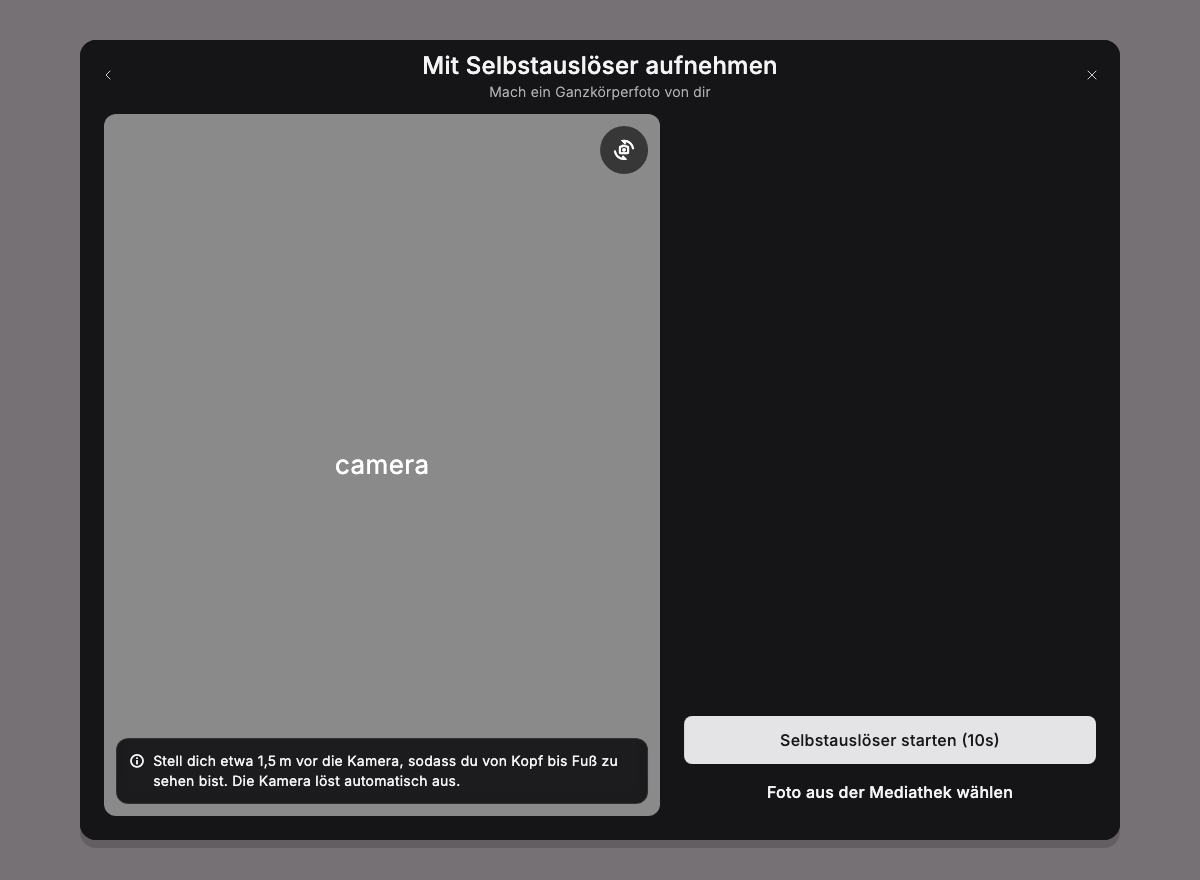 Mit Selbstauslöser aufnehmen
Mach ein Ganzkörperfoto von dir
camera
Stell dich etwa 1,5 m vor die Kamera, sodass du von Kopf bis Fuß zu
sehen bist. Die Kamera löst automatisch aus.
Selbstauslöser starten (10s)
Foto aus der Mediathek wählen